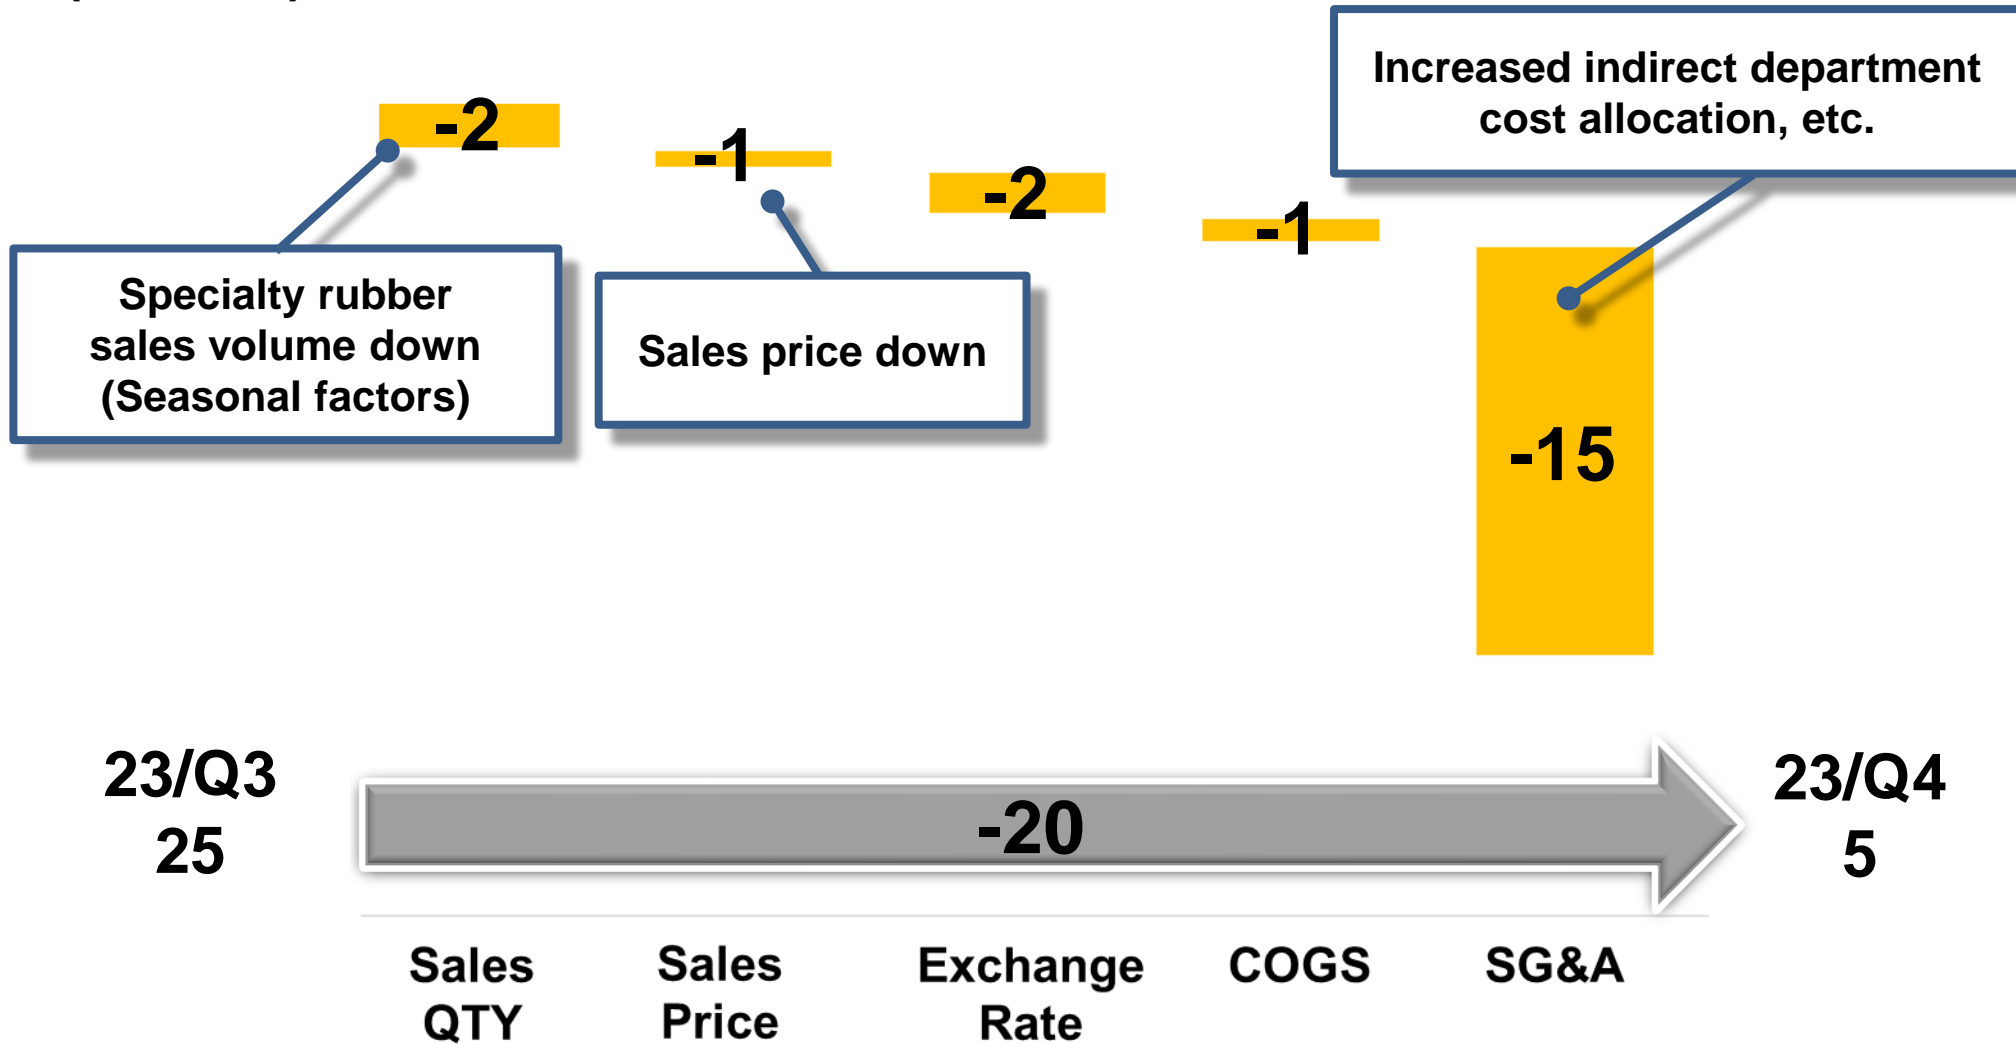 -2
-1
-2
-1
-15
Increased indirect department
cost allocation, etc.
Specialty rubber
sales volume down
(Seasonal factors)
Sales price down
23/Q3
25
-20
23/Q4
5
Sales
QTY
Sales
Price
Exchange
Rate
COGS
SG&A